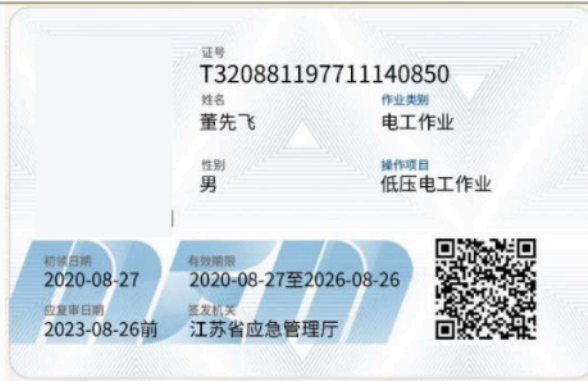 证号
T320881197711140850
姓名
董先飞
作业类别
电工作业
性别
男
操作项目
低压电工作业
初领日期
2020-08-27
有效期限
2020-08-27至2026-08-26
应复审日期
2023-08-26前
签发机关
江苏省应急管理厅